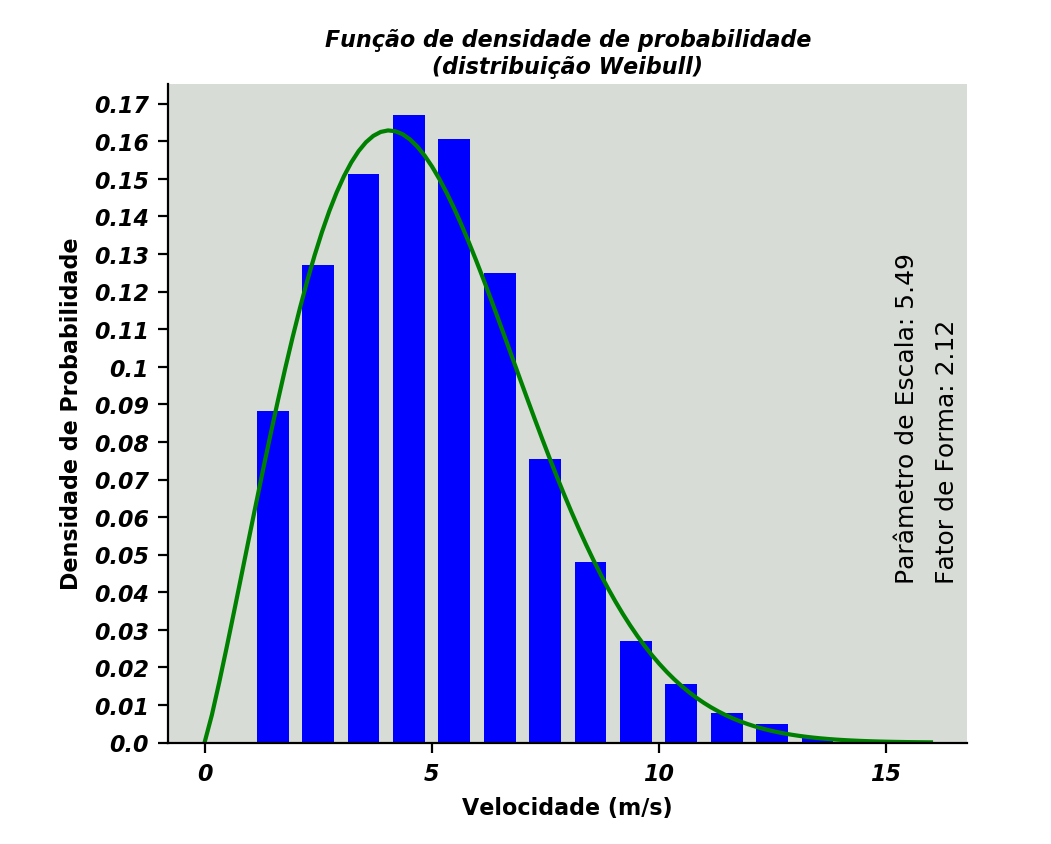 Função de densidade de probabilidade
(distribuição Weibull)
Densidade de Probabilidade
0.17
0.16
0.15
0.14
0.13
0.12
0.11
0.1
0.09
0.08
0.07
0.06
0.05
0.04
0.03
0.02
0.01
0.0
Parâmetro de Escala: 5.49
Fator de Forma: 2.12
0 5 10 15
Velocidade (m/s)